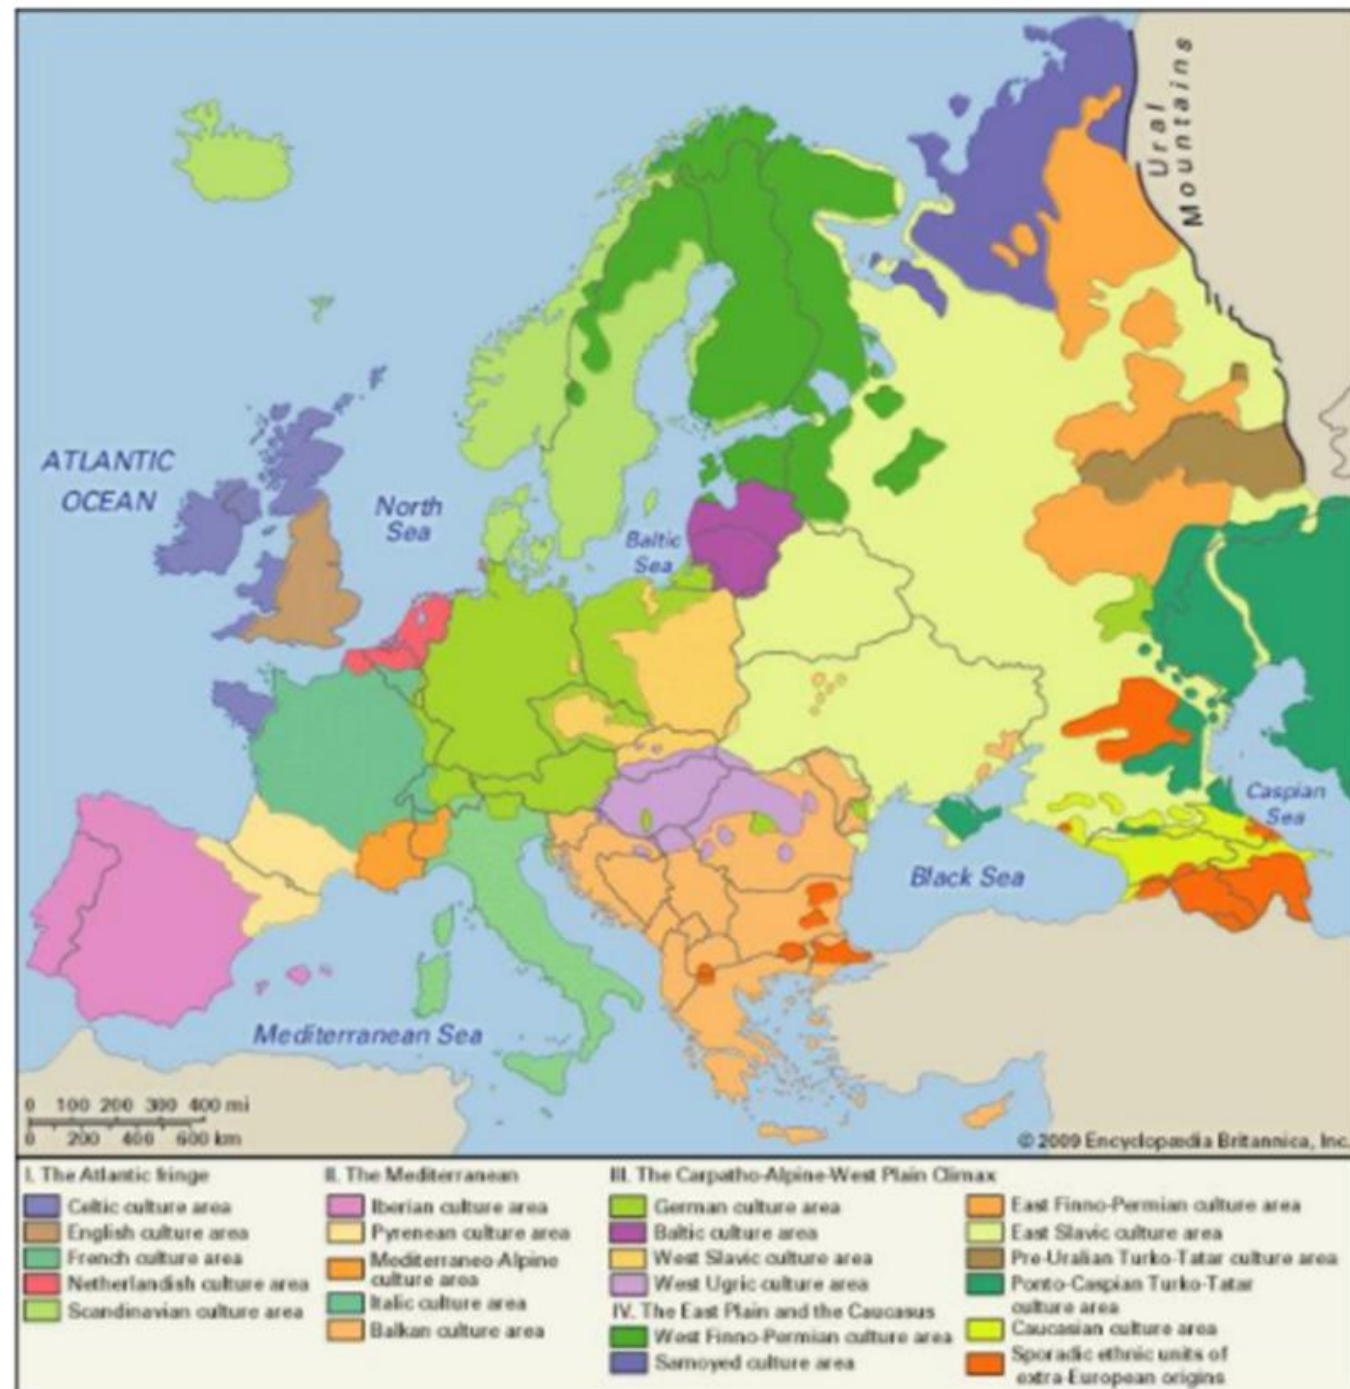 Ural
Mountains
ATLANTIC
OCEAN
North
Sea
Baltic
Sea
Caspian
Sea
Black Sea
Mediterranean Sea
0 100 200 300 400 mi
0 200 400 600 km
© 2009 Encyclopædia Britannica, Inc.
I. The Atlantic fringe
Celtic culture area
English culture area
French culture area
Netherlandish culture area
Scandinavian culture area
II. The Mediterranean
Iberian culture area
Pyrenean culture area
Mediterraneo-Alpine
culture area
Italic culture area
Balkan culture area
III. The Carpatho-Alpine-West Plain Climax
German culture area
Baltic culture area
West Slavic culture area
West Ugric culture area
IV. The East Plain and the Caucasus
West Finno-Permian culture area
Samoyed culture area
East Finno-Permian culture area
East Slavic culture area
Pre-Uralian Turko-Tatar culture area
Ponto-Caspian Turko-Tatar
culture area
Caucasian culture area
Sporadic ethnic units of
extra-European origins